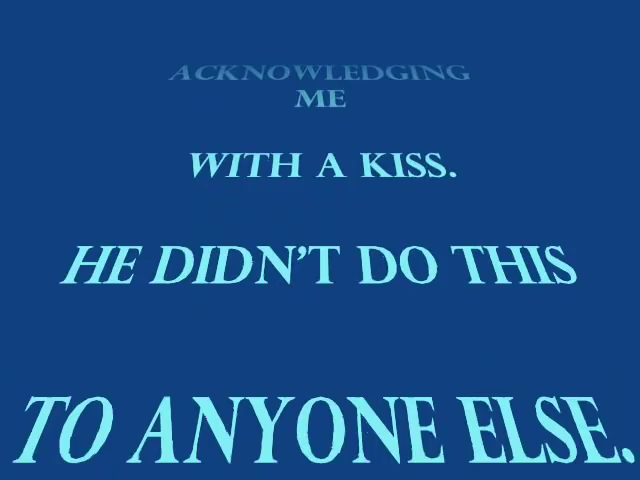 ACKNOWLEDGING
ME
WITH A KISS.
HE DIDN'T DO THIS
TO ANYONE ELSE.